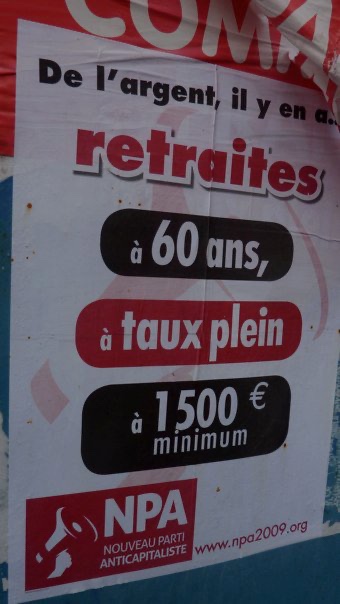 De l'argent, il y en a..
retraites
à 60 ans,
à taux plein
à 1500 €
minimum
NPA
NOUVEAU PARTI
ANTICAPITALISTE
www.npa2009.org